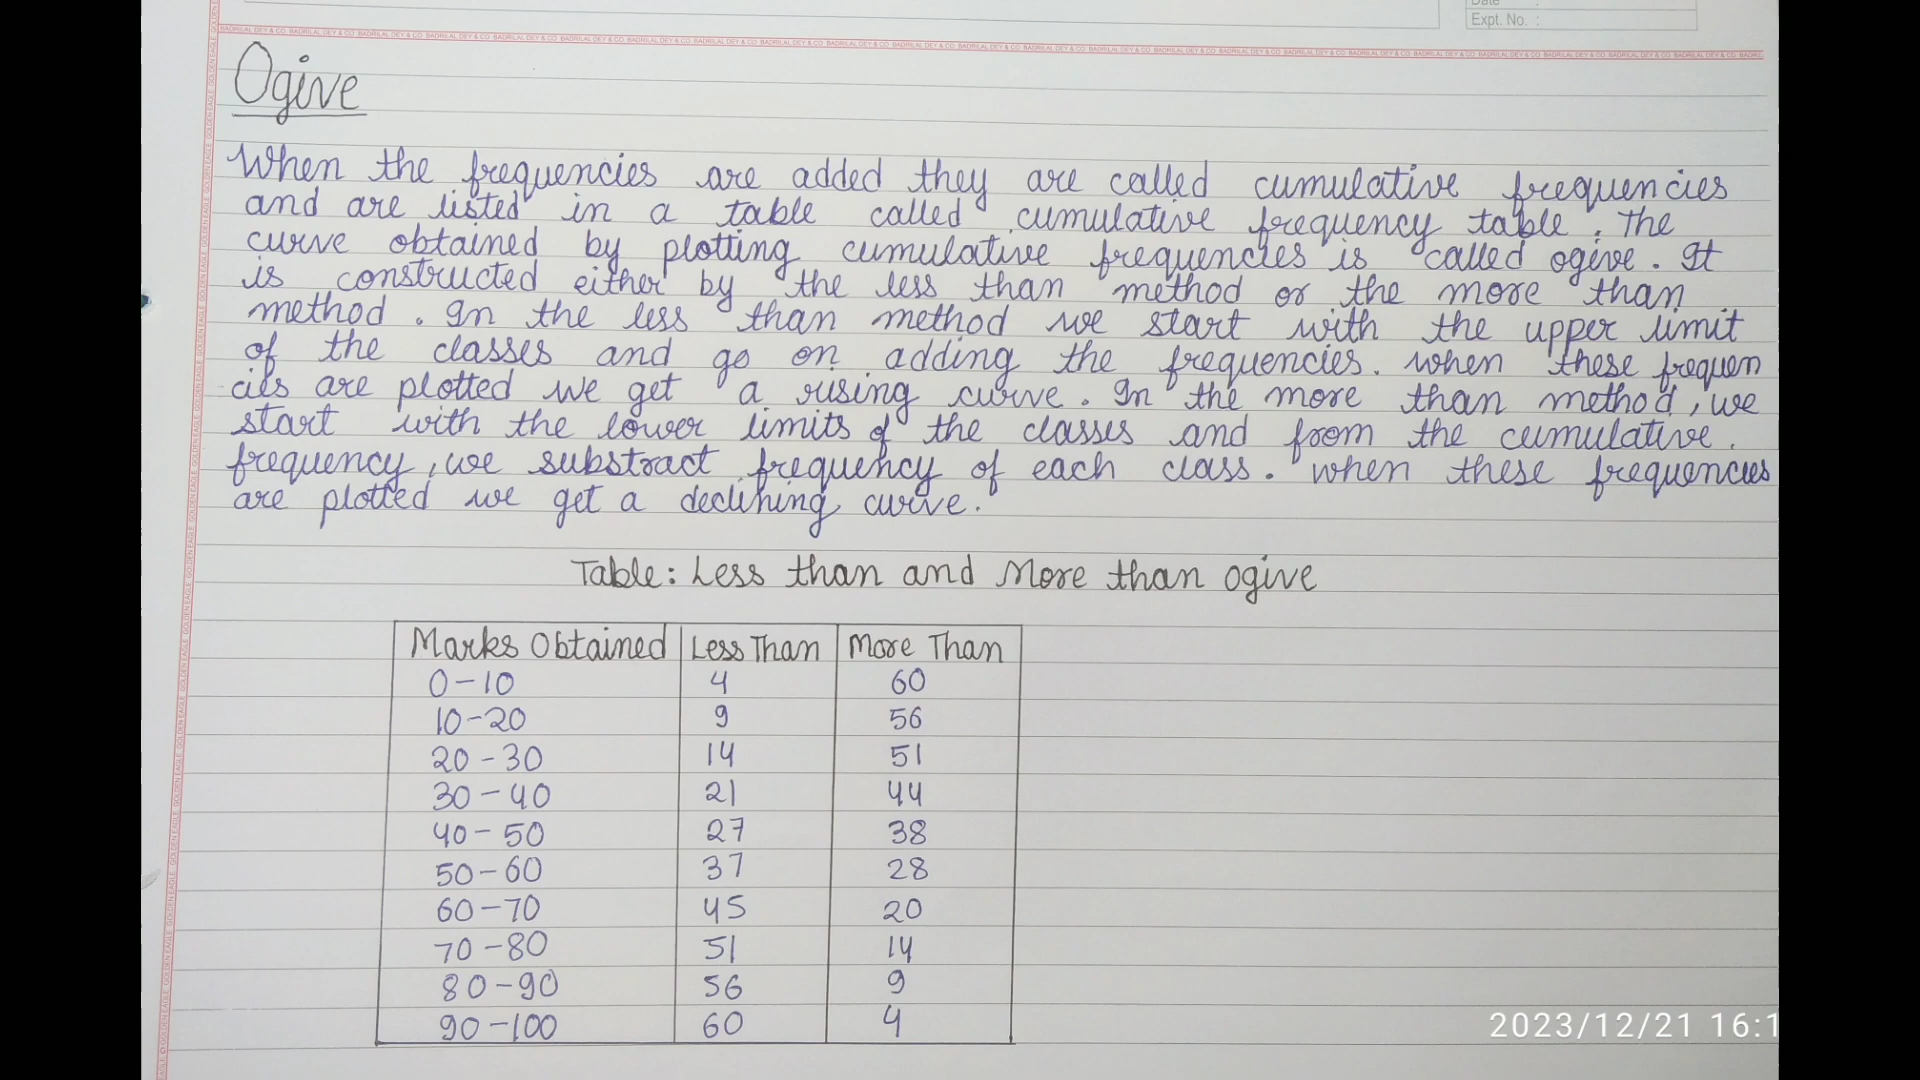 Date :
Expt. No. :
Ogive
When the frequencies are added they are called cumulative frequencies
and are listed in a table called cumulative frequency table. The
curve obtained by plotting cumulative frequencies is called ogive. It
is constructed either by the less than method or the more than
method. In the less than method we start with the upper limit
of the classes and go on adding the frequencies. when these frequen
cies are plotted we get a rising curve. In the more than method, we
start with the lower limits of the classes and from the cumulative.
frequency, we substract frequency of each class. When these frequencies
are plotted we get a declining curve.
Table: Less than and More than ogive
Marks Obtained Less Than More Than
0-10 4 60
10-20 9 56
20-30 14 51
30-40 21 44
40-50 27 38
50-60 37 28
60-70 45 20
70-80 51 14
80-90 56 9
90-100 60 4
2023/12/21 16:1